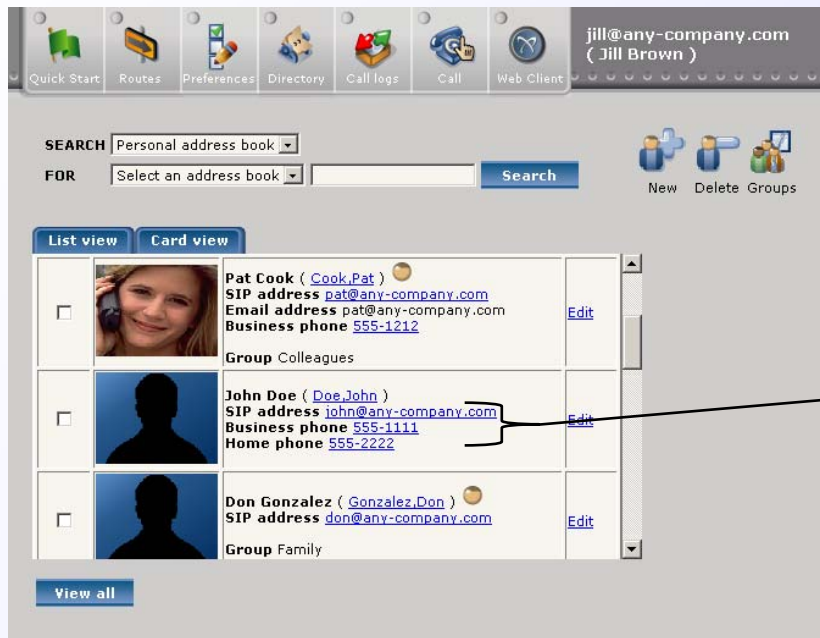 Quick Start Routes Preferences Directory Call logs Call Web Client
jill@any-company.com
( Jill Brown )
SEARCH Personal address book
FOR Select an address book Search
New Delete Groups
List view Card view
Pat Cook ( Cook,Pat )
SIP address pat@any-company.com
Email address pat@any-company.com
Business phone 555-1212
Edit
Group Colleagues
John Doe ( Doe,John )
SIP address john@any-company.com
Business phone 555-1111
Edit
Home phone 555-2222
Don Gonzalez ( Gonzalez,Don )
SIP address don@any-company.com
Edit
Group Family
View all